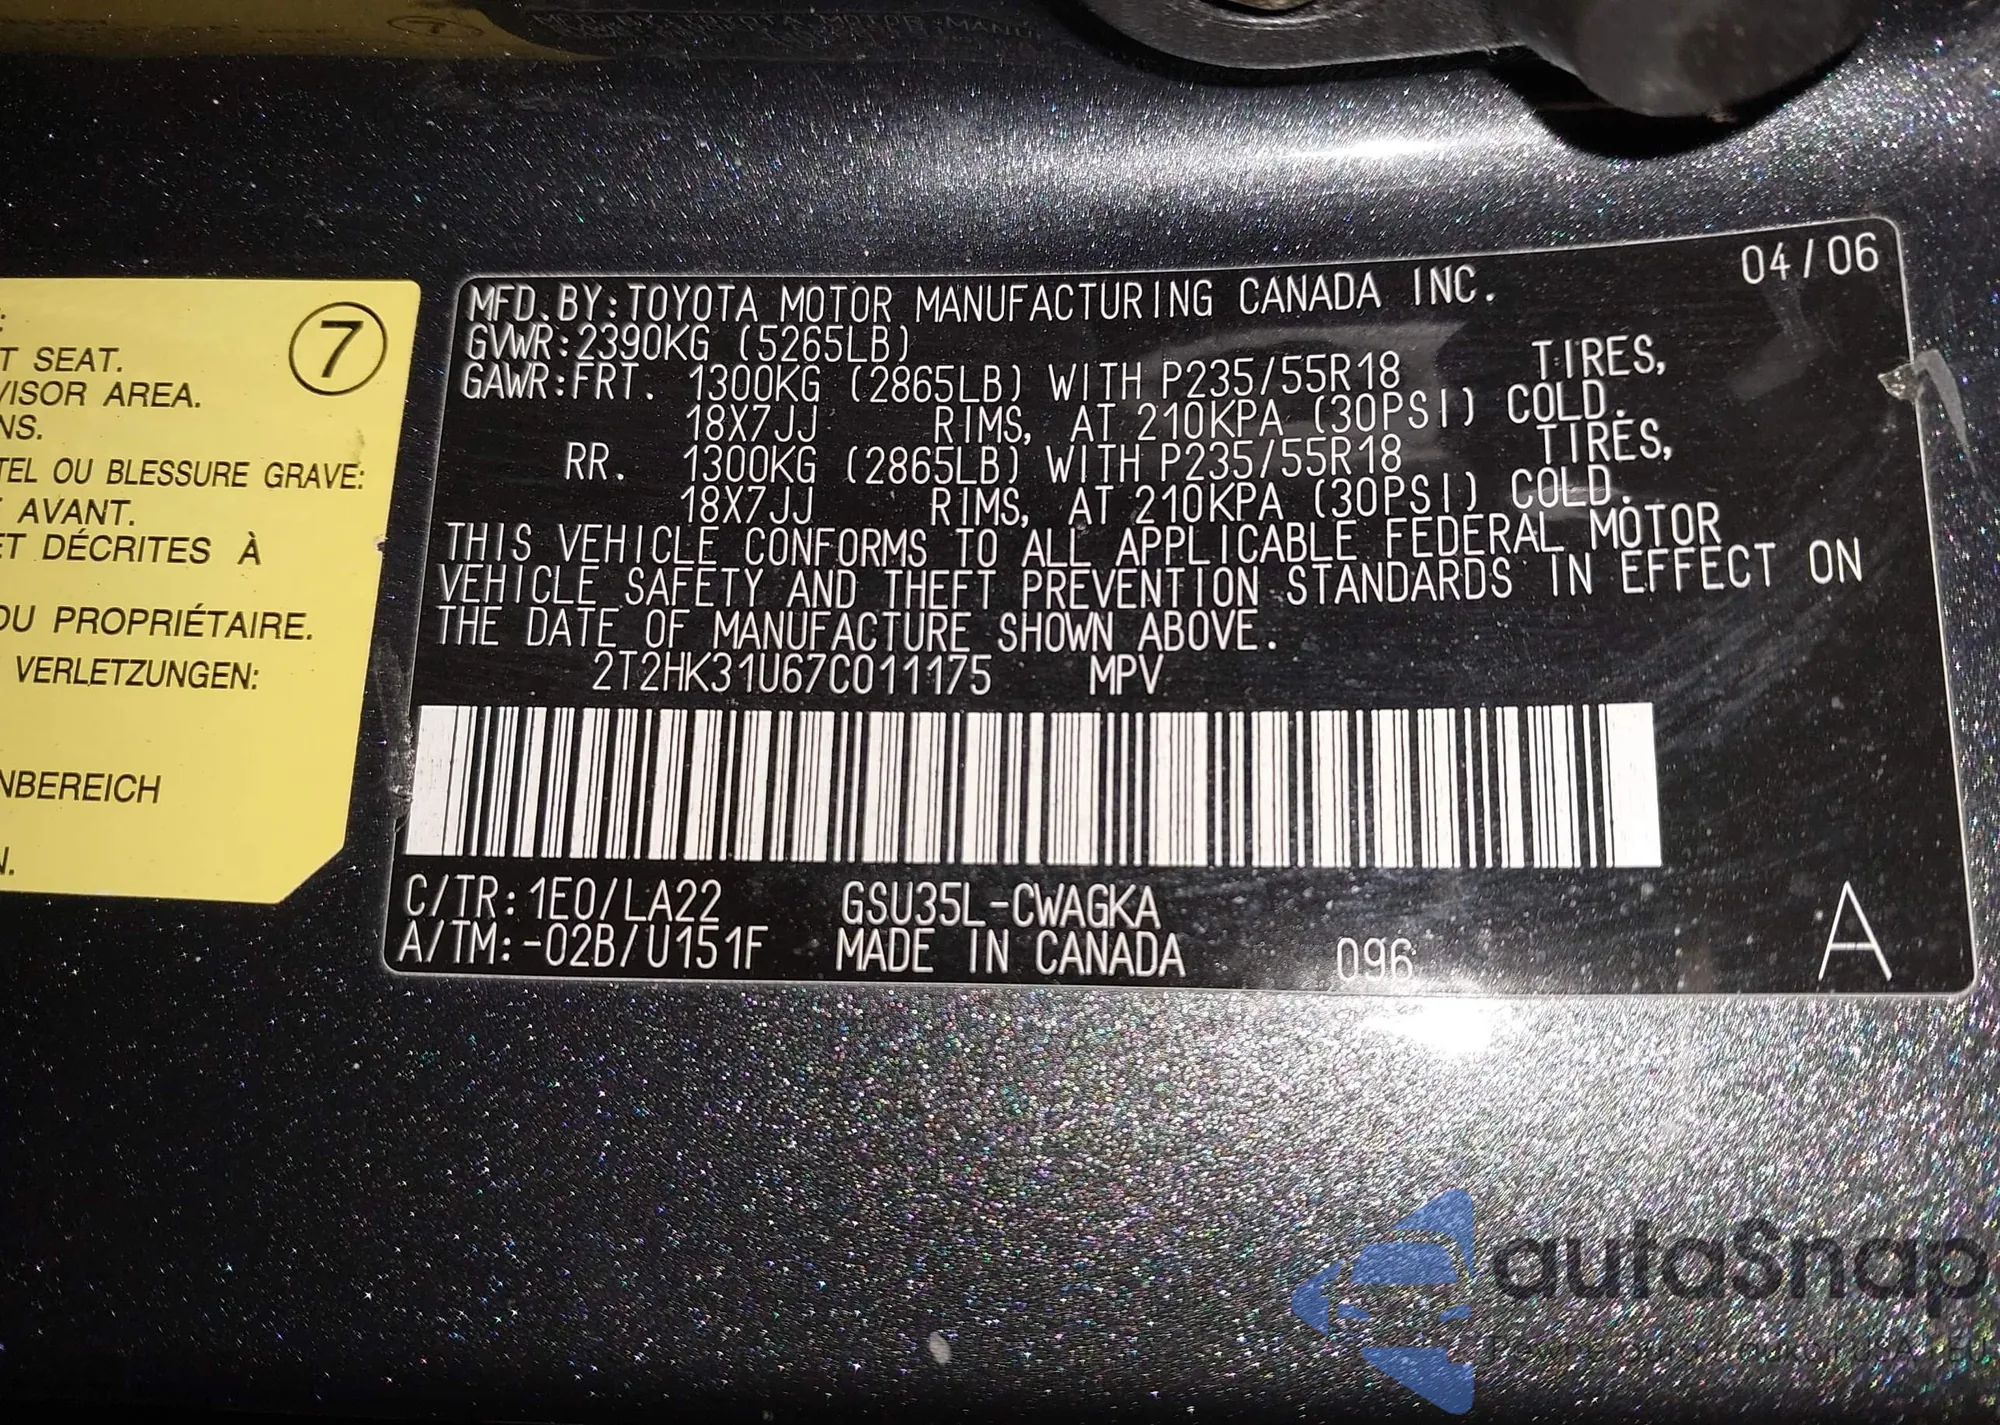 7
T SEAT.
VISOR AREA.
NS.
TEL OU BLESSURE GRAVE:
AVANT.
ET DÉCRITES À
DU PROPRIÉTAIRE.
VERLETZUNGEN:
NBEREICH
N.
04/06
MFD.BY:TOYOTA MOTOR MANUFACTURING CANADA INC.
GVWR:2390KG (5265LB)
GAWR:FRT. 1300KG (2865LB) WITH P235/55R18 TIRES,
18X7JJ RIMS, AT 210KPA (30PSI) COLD.
RR. 1300KG (2865LB) WITH P235/55R18 TIRES,
18X7JJ RIMS, AT 210KPA (30PSI) COLD.
THIS VEHICLE CONFORMS TO ALL APPLICABLE FEDERAL MOTOR
VEHICLE SAFETY AND THEFT PREVENTION STANDARDS IN EFFECT ON
THE DATE OF MANUFACTURE SHOWN ABOVE.
2T2HK31U67C011175 MPV
C/TR:1E0/LA22 GSU35L-CWAGKA
A/TM:-02B/U151F MADE IN CANADA 096 A
autoSnap